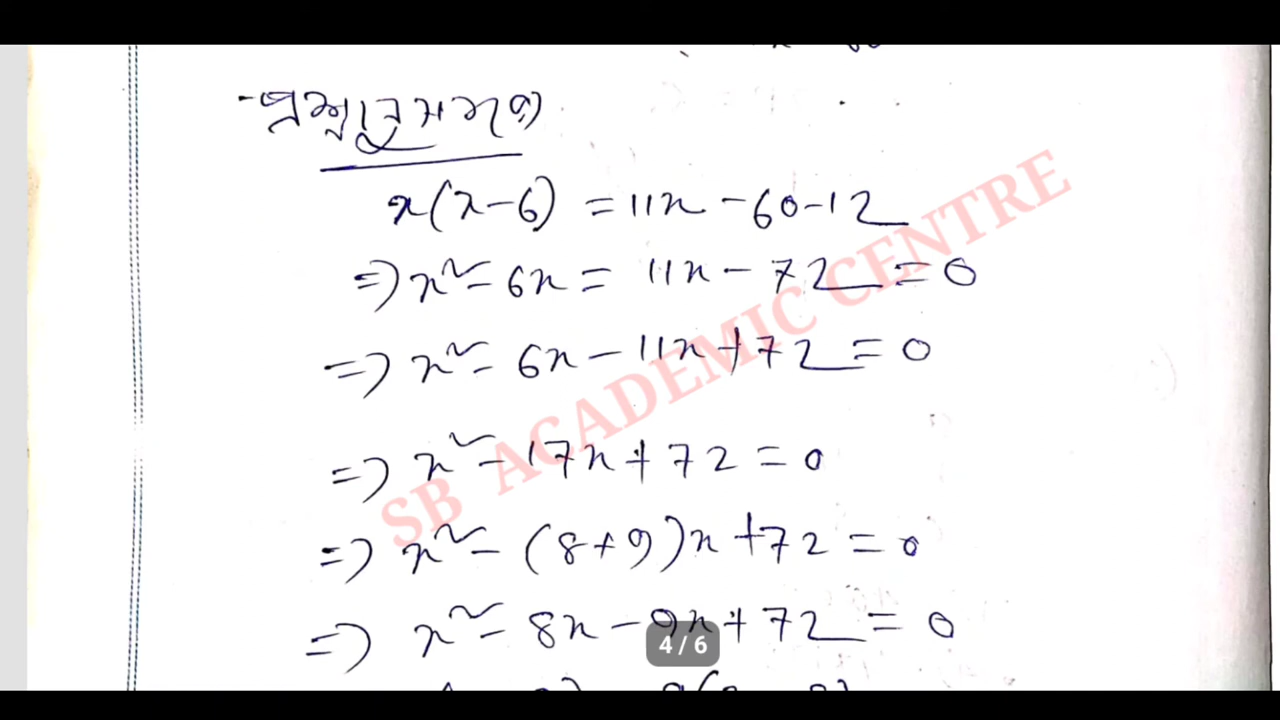 প্রশ্নানুসারে
x(x-6) = 11x - 60-12
=> x² - 6x = 11x - 72 = 0
=> x² - 6x - 11x + 72 = 0
=> x² - 17x + 72 = 0
=> x² - (8+9)x + 72 = 0
=> x² - 8x - 9x + 72 = 0
SB ACADEMIC CENTRE
4 / 6